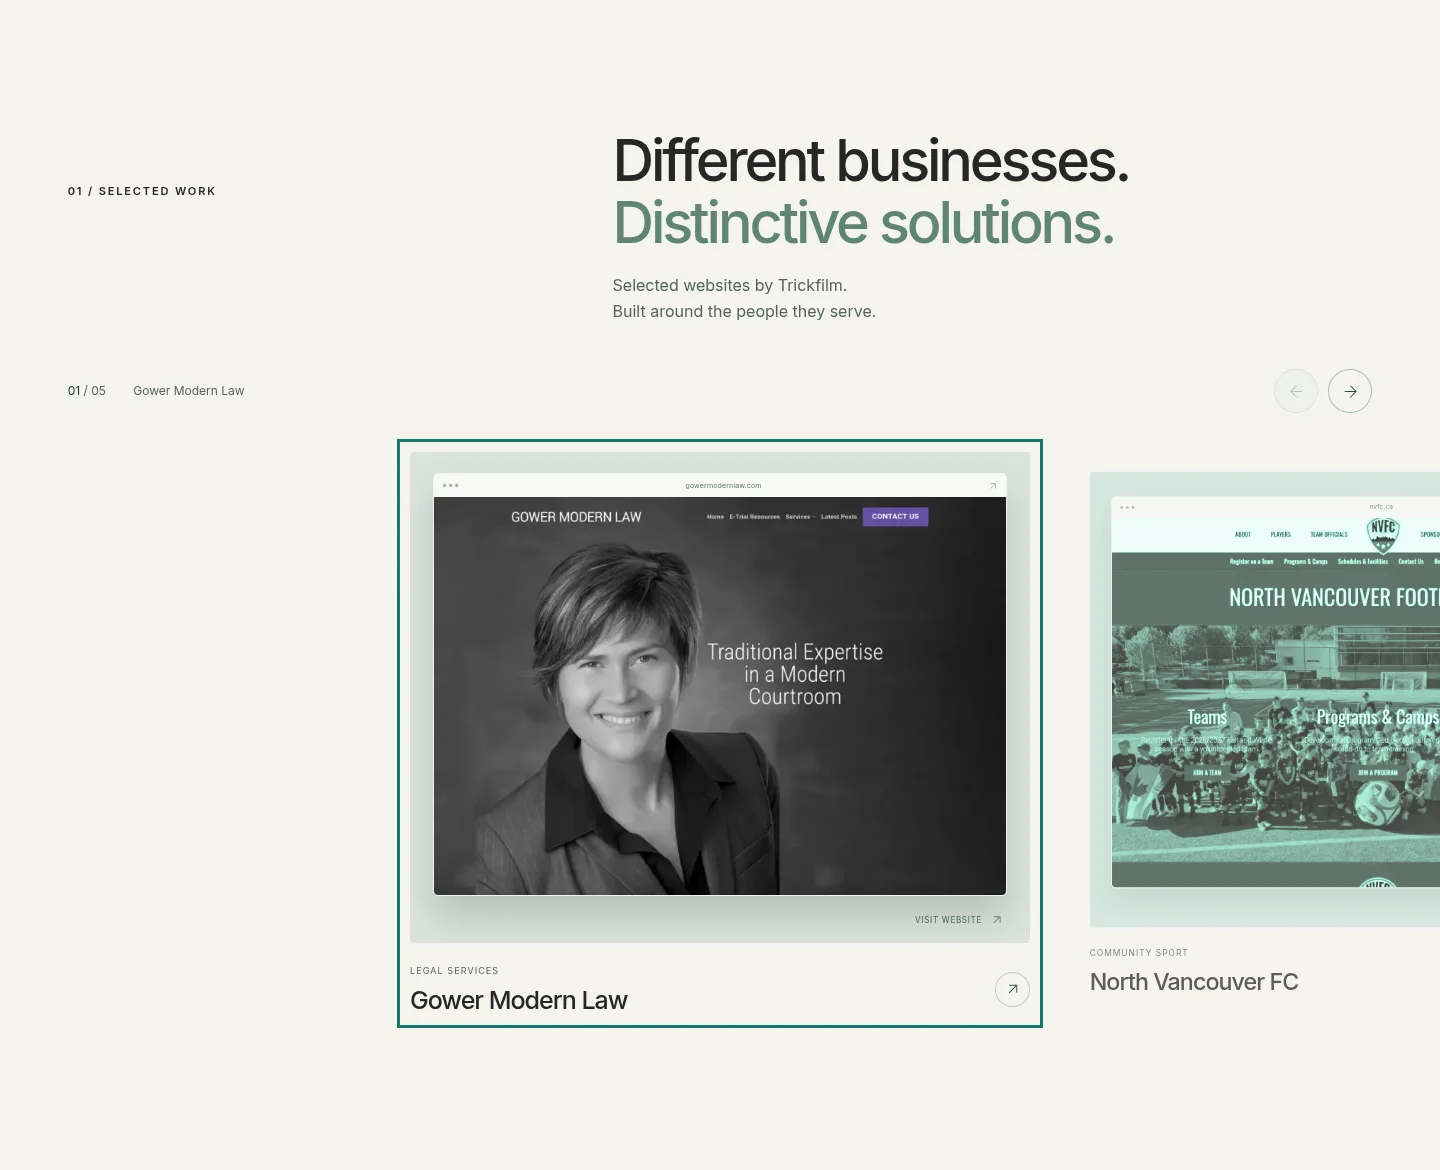 01 / SELECTED WORK
Different businesses.
Distinctive solutions.
Selected websites by Trickfilm.
Built around the people they serve.
01 / 05 Gower Modern Law
gowermodernlaw.com
GOWER MODERN LAW
Home E-Trial Resources Services Latest Posts CONTACT US
Traditional Expertise
in a Modern
Courtroom
VISIT WEBSITE
LEGAL SERVICES
Gower Modern Law
nvfc.ca
ABOUT PLAYERS TEAM OFFICIALS NVFC
Register on a Team Programs & Camps Schedules & Facilities Contact Us
NORTH VANCOUVER
Teams
Programs & Camps
JOIN A TEAM
JOIN A PROGRAM
COMMUNITY SPORT
North Vancouver FC